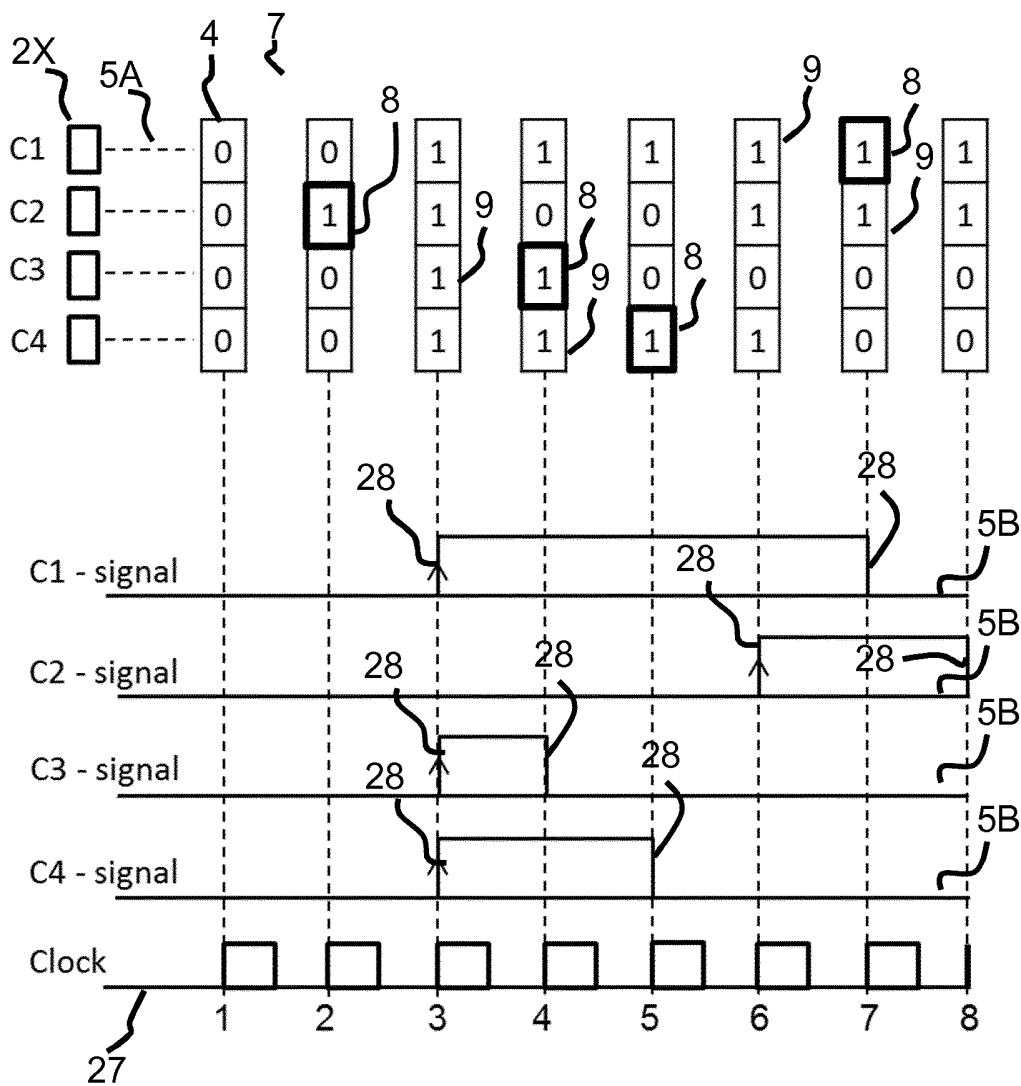 7
4
2X
5A
9
8
8
C1 0 0 1 1 1 1 1 1
9
C2 0 1 1 0 0 1 1 1
9
8
8
C3 0 0 1 1 0 0 0 0
9
C4 0 0 1 1 1 1 0 0
28
28
5B
C1 - signal
28
5B
C2 - signal
28
28
28
5B
C3 - signal
28
28
5B
C4 - signal
Clock
1 2 3 4 5 6 7 8
27